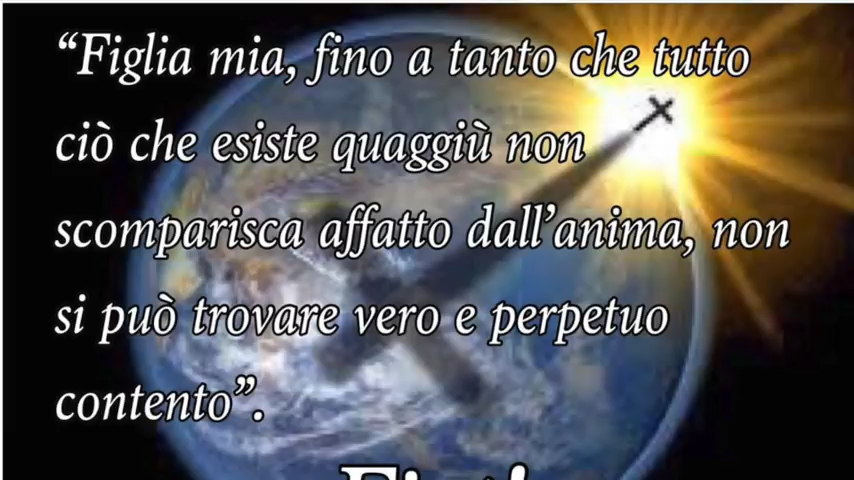 “Figlia mia, fino a tanto che tutto
ciò che esiste quaggiù non
scomparisca affatto dall’anima, non
si può trovare vero e perpetuo
contento”.